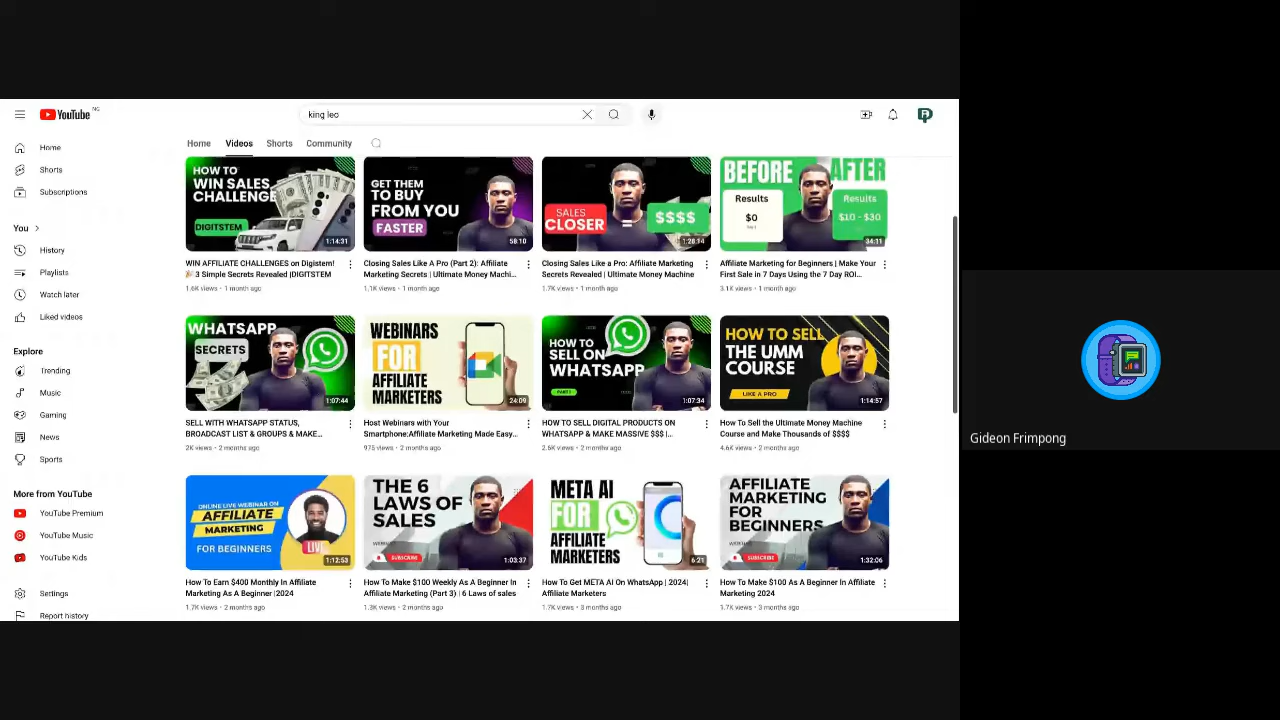 YouTube NG
king leo
Home
Videos
Shorts
Community
Home
Shorts
Subscriptions
You
History
Playlists
Watch later
Liked videos
Explore
Trending
Music
Gaming
News
Sports
More from YouTube
YouTube Premium
YouTube Music
YouTube Kids
Settings
Report history
HOW TO
WIN SALES
CHALLENGE
DIGITSTEM
1:14:31
WIN AFFILIATE CHALLENGES on Digistem!
🎉 3 Simple Secrets Revealed |DIGITSTEM
1.6K views • 1 month ago
GET THEM
TO BUY
FROM YOU
FASTER
58:10
Closing Sales Like A Pro (Part 2): Affiliate
Marketing Secrets | Ultimate Money Machi...
1.1K views • 1 month ago
SALES
CLOSER
=
$$$$
1:28:14
Closing Sales Like a Pro: Affiliate Marketing
Secrets Revealed | Ultimate Money Machine
1.7K views • 1 month ago
BEFORE AFTER
Results
$0
Results
$10 - $30
34:11
Affiliate Marketing for Beginners | Make Your
First Sale in 7 Days Using the 7 Day ROI...
3.1K views • 1 month ago
WHATSAPP
SECRETS
1:07:44
SELL WITH WHATSAPP STATUS,
BROADCAST LIST & GROUPS & MAKE...
2K views • 2 months ago
WEBINARS
FOR
AFFILIATE
MARKETERS
24:09
Host Webinars with Your
Smartphone:Affiliate Marketing Made Easy...
975 views • 2 months ago
HOW TO
SELL ON
WHATSAPP
PART 1
1:07:34
HOW TO SELL DIGITAL PRODUCTS ON
WHATSAPP & MAKE MASSIVE $$$ |...
2.6K views • 2 months ago
HOW TO SELL
THE UMM
COURSE
LIKE A PRO
1:14:57
How To Sell the Ultimate Money Machine
Course and Make Thousands of $$$$
4.6K views • 2 months ago
ONLINE LIVE WEBINAR ON
AFFILIATE
MARKETING
FOR BEGINNERS
LIVE
1:12:53
How To Earn $400 Monthly In Affiliate
Marketing As A Beginner |2024
1.7K views • 2 months ago
THE 6
LAWS OF
SALES
SUBSCRIBE
1:03:37
How To Make $100 Weekly As A Beginner In
Affiliate Marketing (Part 3) | 6 Laws of sales
1.3K views • 2 months ago
META AI
FOR
AFFILIATE
MARKETERS
6:21
How To Get META AI On WhatsApp | 2024|
Affiliate Marketers
1.7K views • 3 months ago
AFFILIATE
MARKETING
FOR
BEGINNERS
SUBSCRIBE
1:32:06
How To Make $100 As A Beginner In Affiliate
Marketing 2024
1.7K views • 3 months ago
Gideon Frimpong